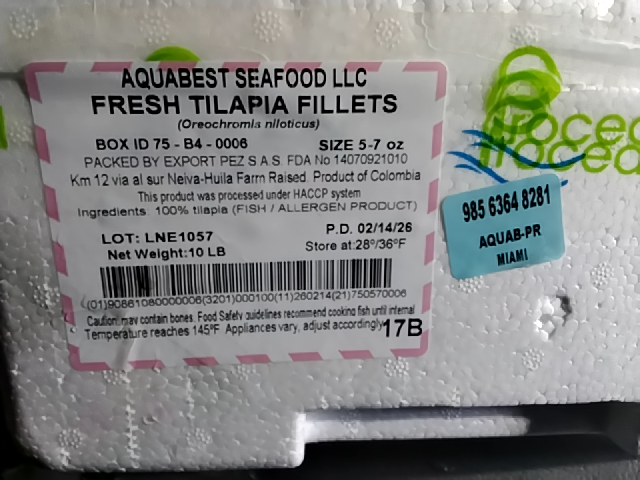 AQUABEST SEAFOOD LLC
FRESH TILAPIA FILLETS
(Oreochromis niloticus)
BOX ID 75 - B4 - 0006 SIZE 5-7 oz
PACKED BY EXPORT PEZ S A S. FDA No 14070921010
Km 12 via al sur Neiva-Huila Farm Raised. Product of Colombia
This product was processed under HACCP system
Ingredients: 100% tilapia (FISH / ALLERGEN PRODUCT)
LOT: LNE1057 P.D. 02/14/26
Net Weight:10 LB Store at:28º/36ºF
(01)90861080000006(3201)000100(11)260214(21)750570006
Caution: may contain bones. Food Safety guidelines recommend cooking fish until internal
Temperature reaches 145ºF Appliances vary, adjust accordingly.
17B
985 6364 8281
AQUAB-PR
MIAMI